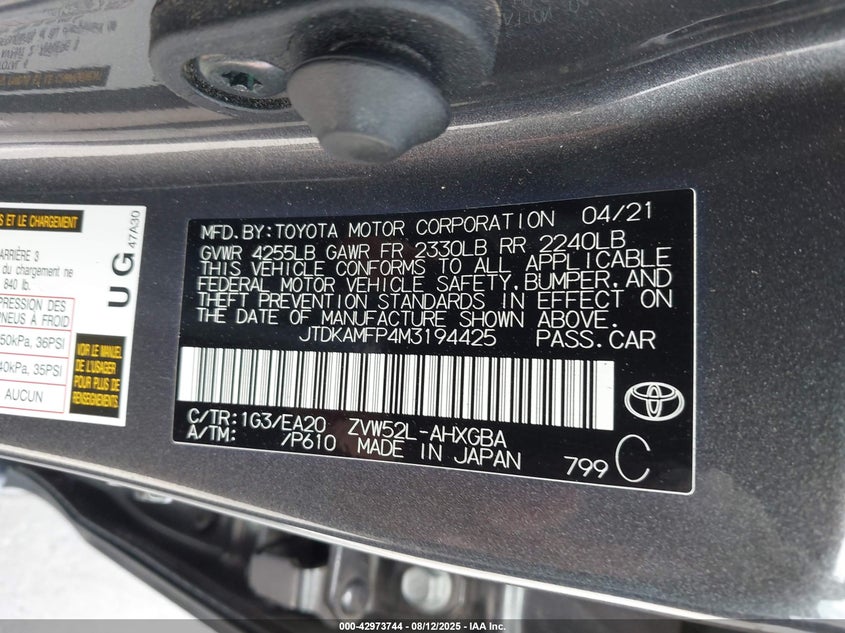 MFD. BY: TOYOTA MOTOR CORPORATION 04/21
GVWR 4255LB GAWR FR 2330LB RR 2240LB
THIS VEHICLE CONFORMS TO ALL APPLICABLE
FEDERAL MOTOR VEHICLE SAFETY, BUMPER, AND
THEFT PREVENTION STANDARDS IN EFFECT ON
THE DATE OF MANUFACTURE SHOWN ABOVE.
JTDKAMFP4M3194425 PASS. CAR
C/TR: 1G3/EA20 ZVW52L-AHXGBA
A/TM: /P610 MADE IN JAPAN 799 C
S ET LE CHARGEMENT
ARRIÈRE 3
du chargement ne
840 lb.
PRESSION DES
PNEUS À FROID
50kPa, 36PSI
40kPa, 35PSI
AUCUN
VOIR LE MANUEL
DE L'USAGER
POUR PLUS DE
RENSEIGNEMENTS
UG 47A30
000-42973744 - 08/12/2025 - IAA Inc.